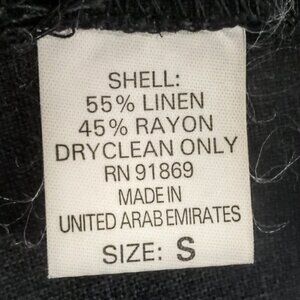 SHELL:
55% LINEN
45% RAYON
DRYCLEAN ONLY
RN 91869
MADE IN
UNITED ARAB EMIRATES
SIZE: S